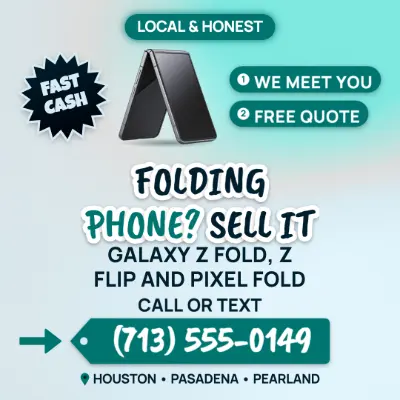 LOCAL & HONEST
FAST
CASH
1 WE MEET YOU
2 FREE QUOTE
FOLDING
PHONE? SELL IT
GALAXY Z FOLD, Z
FLIP AND PIXEL FOLD
CALL OR TEXT
(713) 555-0149
HOUSTON • PASADENA • PEARLAND